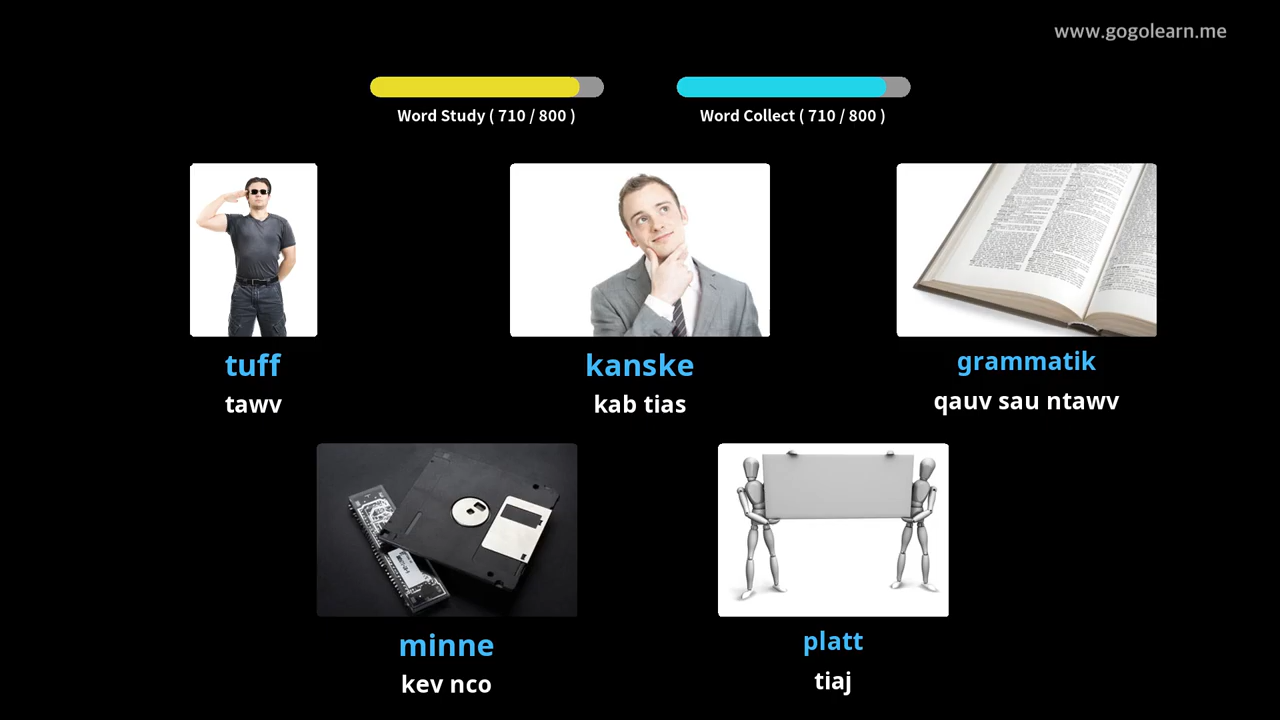 www.gogolearn.me
Word Study ( 710 / 800 )
Word Collect ( 710 / 800 )
tuff
tawv
kanske
kab tias
grammatik
qauv sau ntawv
minne
kev nco
platt
tiaj